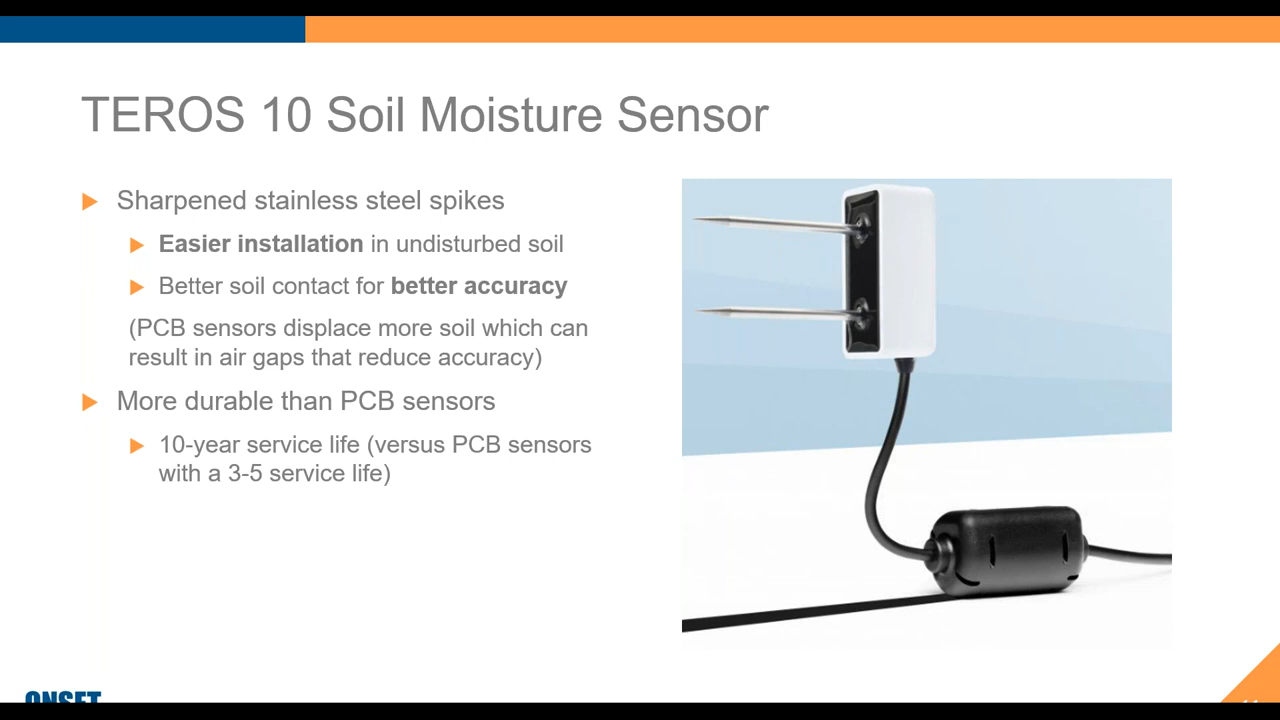 TEROS 10 Soil Moisture Sensor
Sharpened stainless steel spikes
Easier installation in undisturbed soil
Better soil contact for better accuracy
(PCB sensors displace more soil which can
result in air gaps that reduce accuracy)
More durable than PCB sensors
10-year service life (versus PCB sensors
with a 3-5 service life)
ONSET